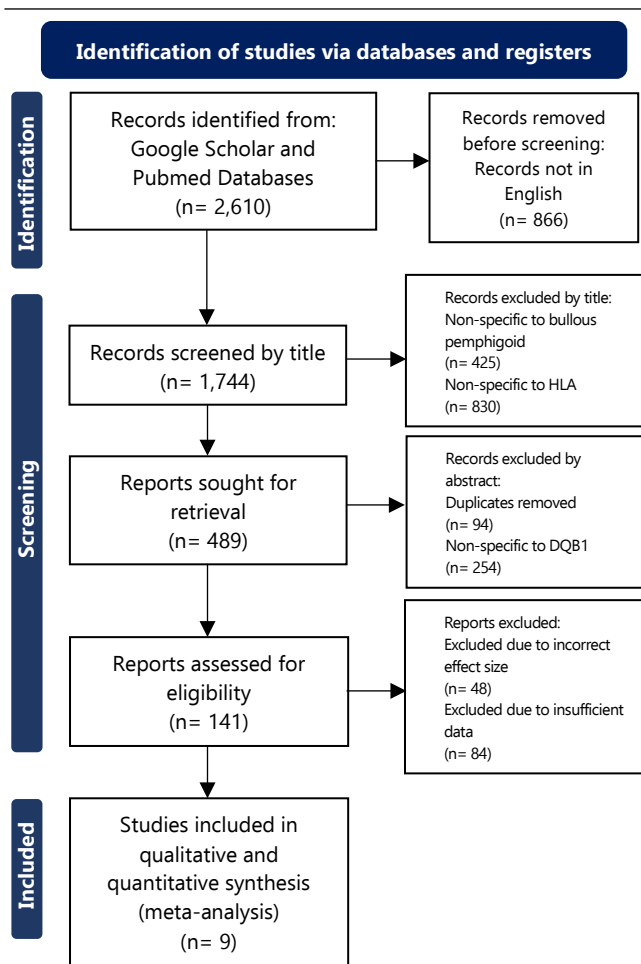 Identification of studies via databases and registers
Identification
Records identified from:
Google Scholar and
Pubmed Databases
(n= 2,610)
Records removed
before screening:
Records not in
English
(n= 866)
Screening
Records screened by title
(n= 1,744)
Records excluded by title:
Non-specific to bullous
pemphigoid
(n= 425)
Non-specific to HLA
(n= 830)
Reports sought for
retrieval
(n= 489)
Records excluded by
abstract:
Duplicates removed
(n= 94)
Non-specific to DQB1
(n= 254)
Reports assessed for
eligibility
(n= 141)
Reports excluded:
Excluded due to incorrect
effect size
(n= 48)
Excluded due to insufficient
data
(n= 84)
Included
Studies included in
qualitative and
quantitative synthesis
(meta-analysis)
(n= 9)